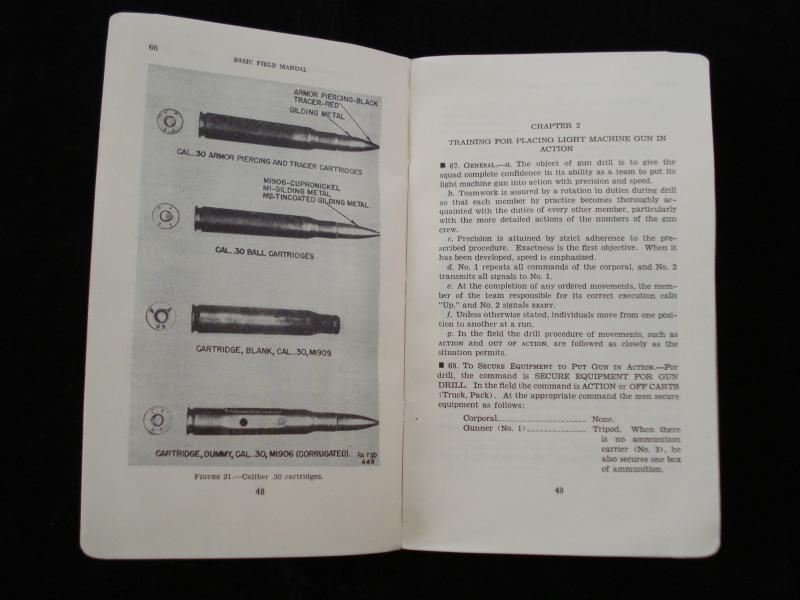 66
BASIC FIELD MANUAL
ARMOR PIERCING-BLACK
TRACER-RED
GILDING METAL
CAL. .30 ARMOR PIERCING AND TRACER CARTRIDGES
M1906-CUPRONICKEL
M1-GILDING METAL
M2-TINCOATED GILDING METAL
CAL. .30 BALL CARTRIDGES
CARTRIDGE, BLANK, CAL. .30, M1909.
CARTRIDGE, DUMMY, CAL. .30, M1906 (CORRUGATED).
RA FSD
449
FIGURE 21.—Caliber .30 cartridges.
48
CHAPTER 2
TRAINING FOR PLACING LIGHT MACHINE GUN IN
ACTION
■ 67. GENERAL.—a. The object of gun drill is to give the
squad complete confidence in its ability as a team to put its
light machine gun into action with precision and speed.
b. Teamwork is assured by a rotation in duties during drill
so that each member by practice becomes thoroughly ac-
quainted with the duties of every other member, particularly
with the more detailed actions of the numbers of the gun
crew.
c. Precision is attained by strict adherence to the pre-
scribed procedure. Exactness is the first objective. When it
has been developed, speed is emphasized.
d. No. 1 repeats all commands of the corporal, and No. 2
transmits all signals to No. 1.
e. At the completion of any ordered movements, the mem-
ber of the team responsible for its correct execution calls
"Up," and No. 2 signals READY.
f. Unless otherwise stated, individuals move from one posi-
tion to another at a run.
g. In the field the drill procedure of movements, such as
ACTION and OUT OF ACTION, are followed as closely as the
situation permits.
■ 68. TO SECURE EQUIPMENT TO PUT GUN IN ACTION.—For
drill, the command is SECURE EQUIPMENT FOR GUN
DRILL. In the field the command is ACTION or OFF CARTS
(Truck, Pack). At the appropriate command the men secure
equipment as follows:
Corporal---------------- None.
Gunner (No. 1)---------------- Tripod. When there
is no ammunition
carrier (No. 3), he
also secures one box
of ammunition.
49